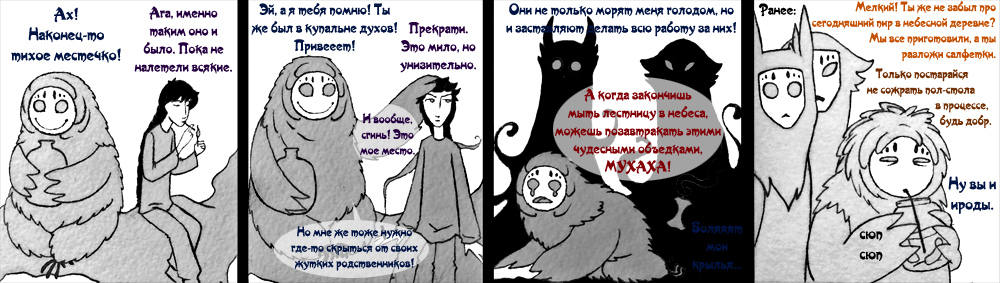 Ах!
Наконец-то
тихое местечко!
Ага, именно
таким оно и
было. Пока не
налетели всякие.
Эй, а я тебя помню! Ты
же был в купальне духов!
Привееет!
Прекрати.
Это мило, но
унизительно.
И вообще,
сгинь! Это
мое место.
Но мне же тоже нужно
где-то скрыться от своих
жутких родственников!
Они не только морят меня голодом, но
и заставляют делать всю работу за них!
А когда закончишь
мыть лестницу в небеса,
можешь позавтракать этими
чудесными объедками,
МУХАХА!
Болляят
мои
крылья...
Ранее:
Мелкий! Ты же не забыл про
сегодняшний пир в небесной деревне?
Мы все приготовили, а ты
разложи салфетки.
Только постарайся
не сожрать пол-стола
в процессе,
будь добр.
Ну вы и
ироды.
сюп
сюп